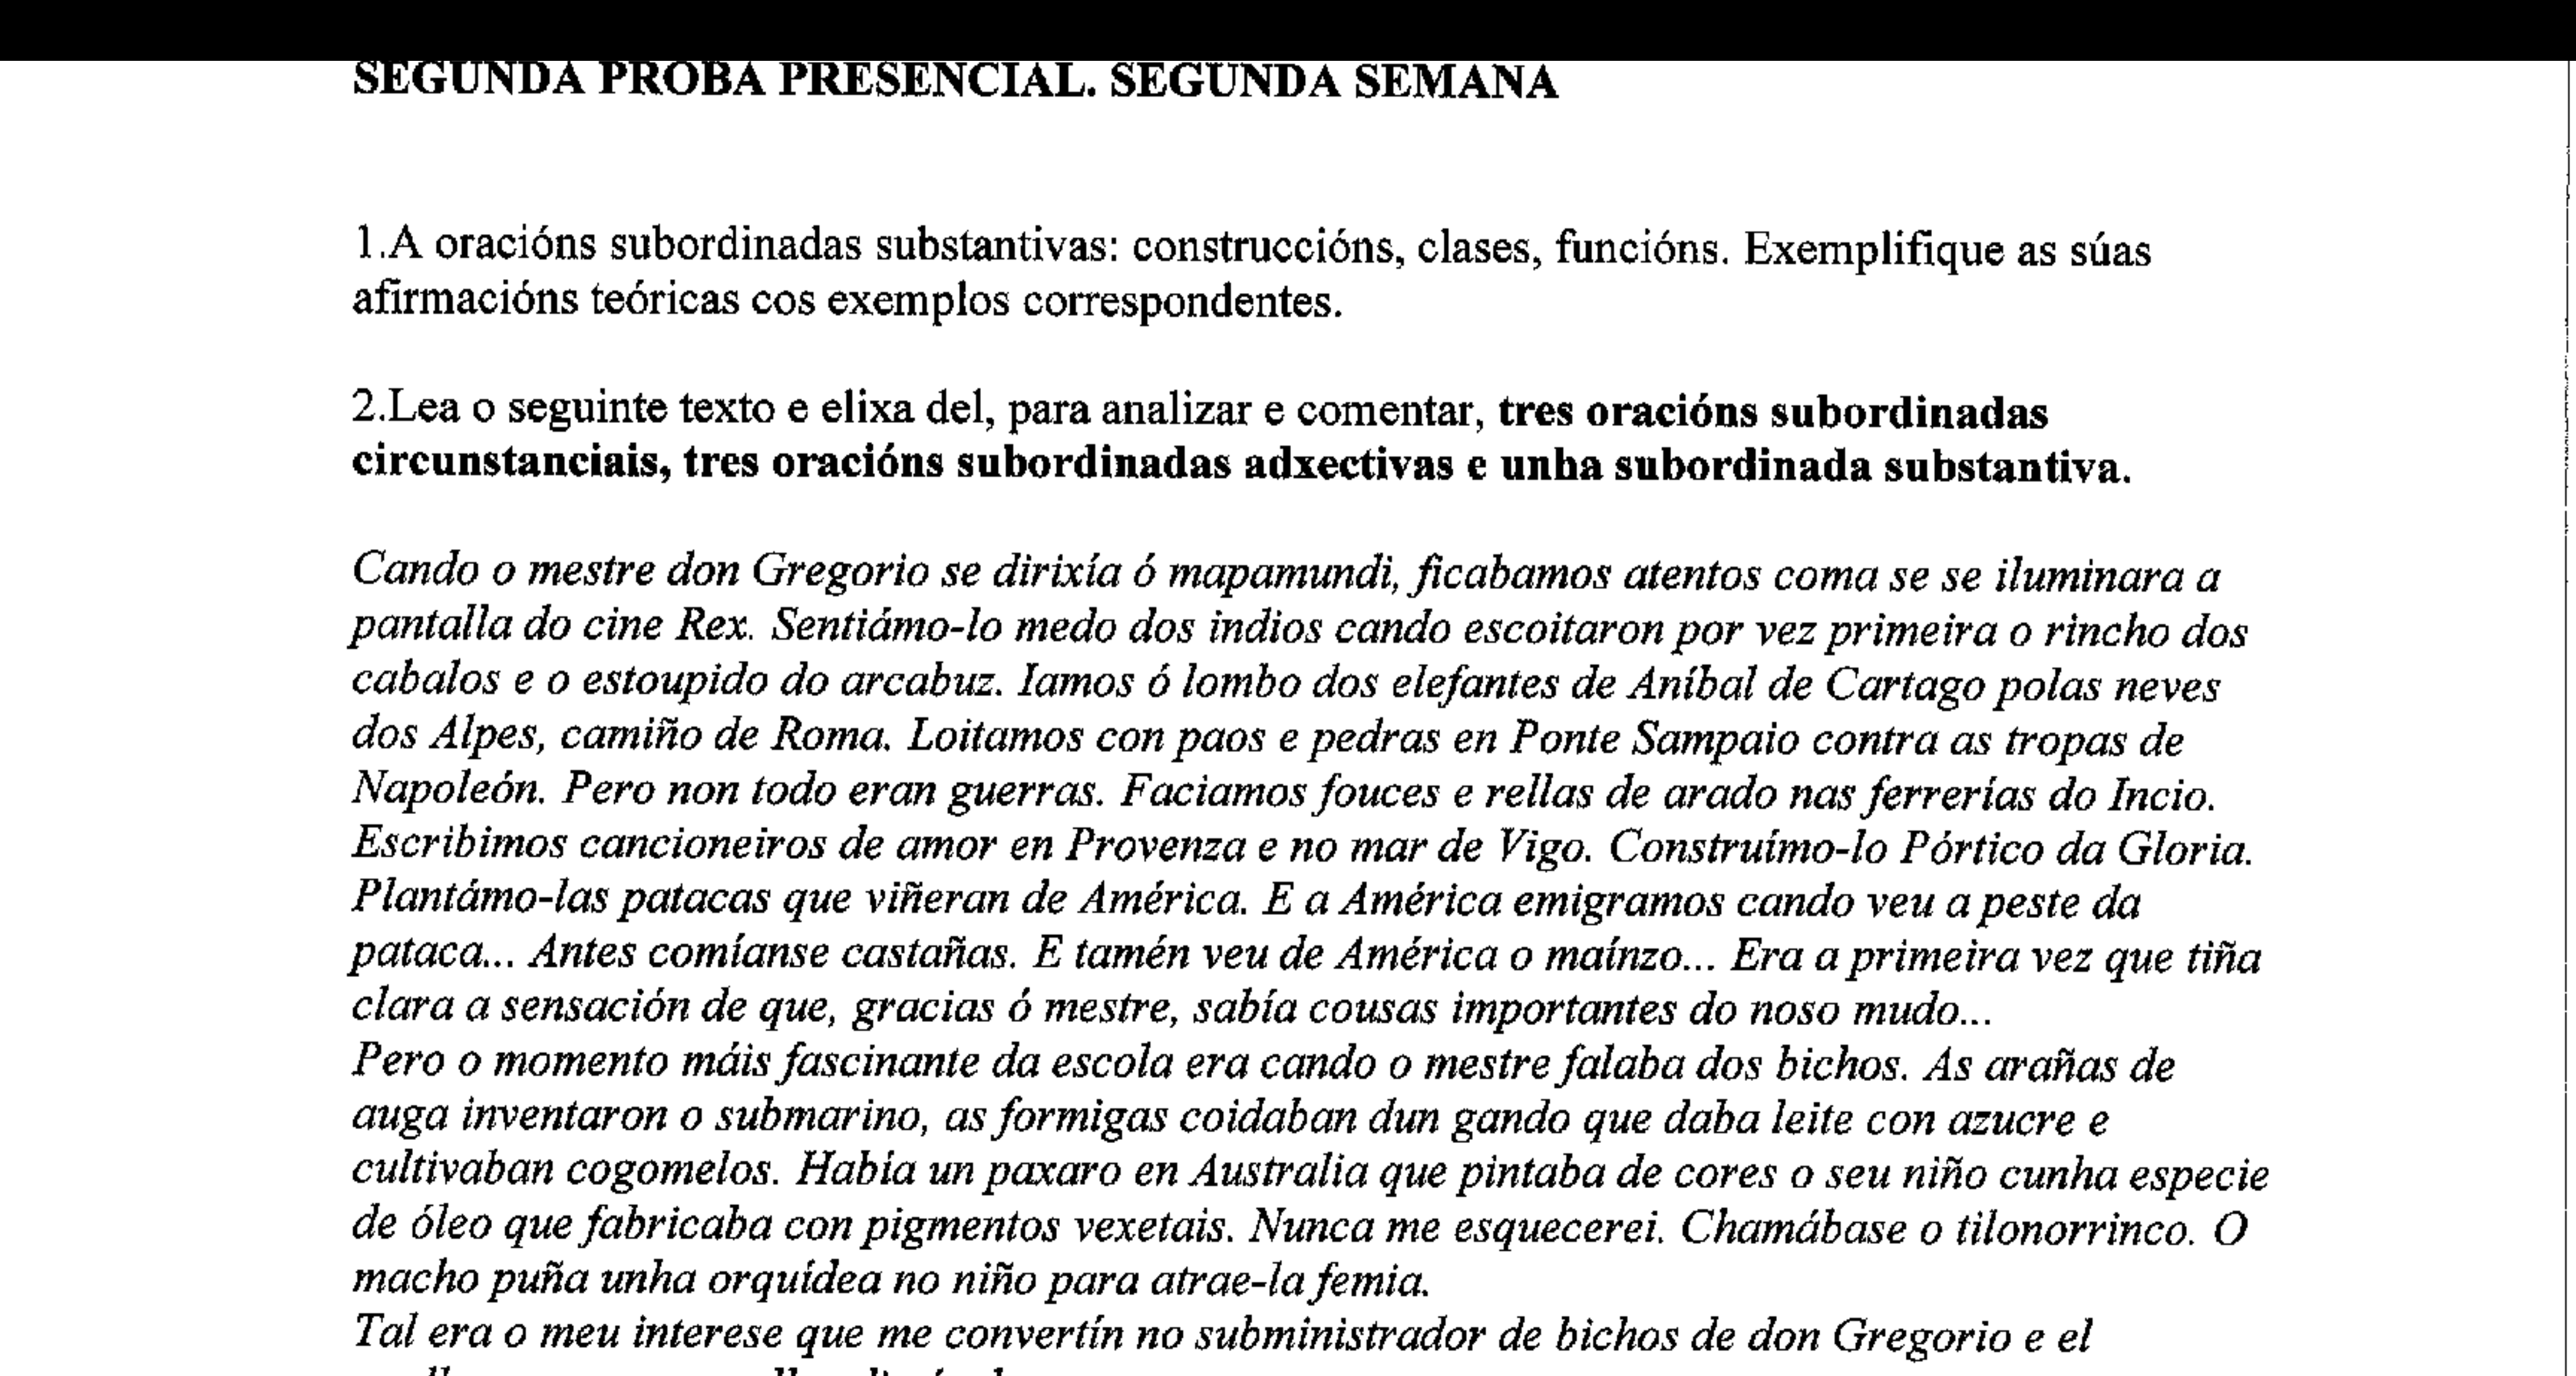 SEGUNDA PROBA PRESENCIAL. SEGUNDA SEMANA
1.A oracións subordinadas substantivas: construccións, clases, funcións. Exemplifique as súas
afirmacións teóricas cos exemplos correspondentes.
2.Lea o seguinte texto e elixa del, para analizar e comentar, tres oracións subordinadas
circunstanciais, tres oracións subordinadas adxectivas e unha subordinada substantiva.
Cando o mestre don Gregorio se dirixía ó mapamundi, ficabamos atentos coma se se iluminara a
pantalla do cine Rex. Sentiámo-lo medo dos indios cando escoitaron por vez primeira o rincho dos
cabalos e o estoupido do arcabuz. Iamos ó lombo dos elefantes de Aníbal de Cartago polas neves
dos Alpes, camiño de Roma. Loitamos con paos e pedras en Ponte Sampaio contra as tropas de
Napoleón. Pero non todo eran guerras. Faciamos fouces e rellas de arado nas ferrerías do Incio.
Escribimos cancioneiros de amor en Provenza e no mar de Vigo. Construímo-lo Pórtico da Gloria.
Plantámo-las patacas que viñeran de América. E a América emigramos cando veu a peste da
pataca... Antes comíanse castañas. E tamén veu de América o maínzo... Era a primeira vez que tiña
clara a sensación de que, gracias ó mestre, sabía cousas importantes do noso mudo...
Pero o momento máis fascinante da escola era cando o mestre falaba dos bichos. As arañas de
auga inventaron o submarino, as formigas coidaban dun gando que daba leite con azucre e
cultivaban cogomelos. Había un paxaro en Australia que pintaba de cores o seu niño cunha especie
de óleo que fabricaba con pigmentos vexetais. Nunca me esquecerei. Chamábase o tilonorrinco. O
macho puña unha orquídea no niño para atrae-la femia.
Tal era o meu interese que me convertín no subministrador de bichos de don Gregorio e el